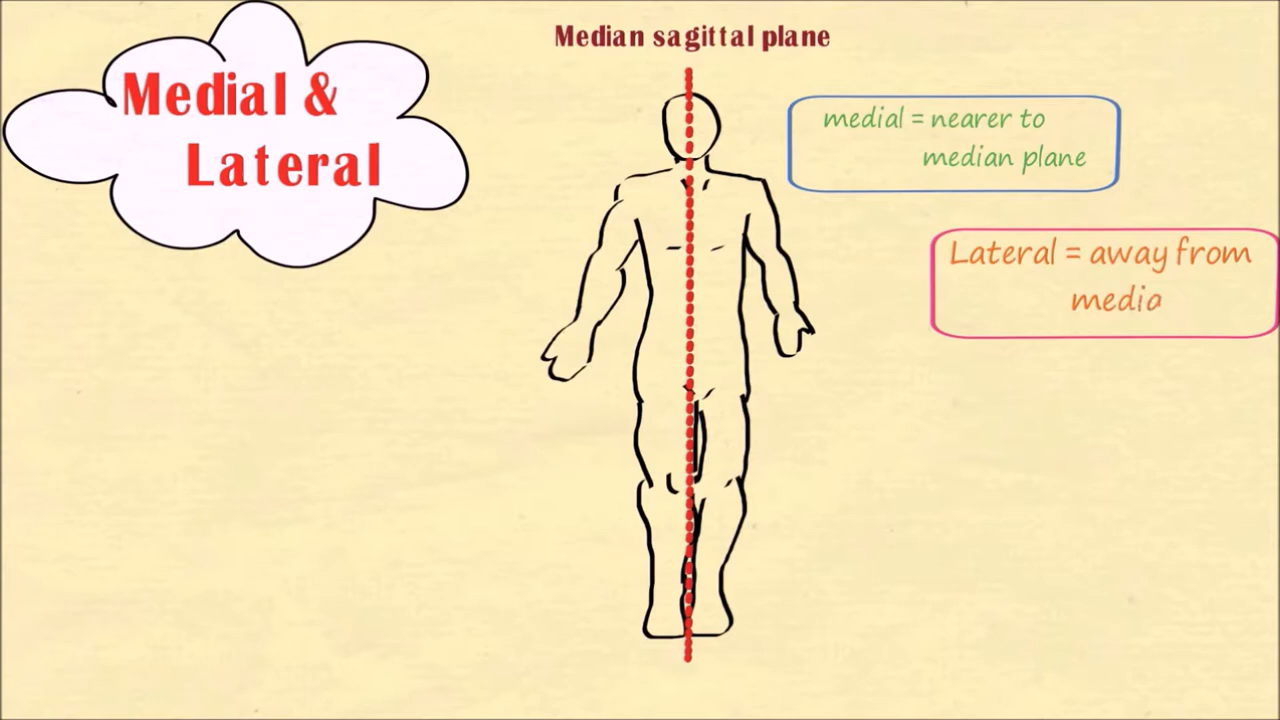 Medial &
Lateral
Median sagittal plane
medial = nearer to
median plane
Lateral = away from
media